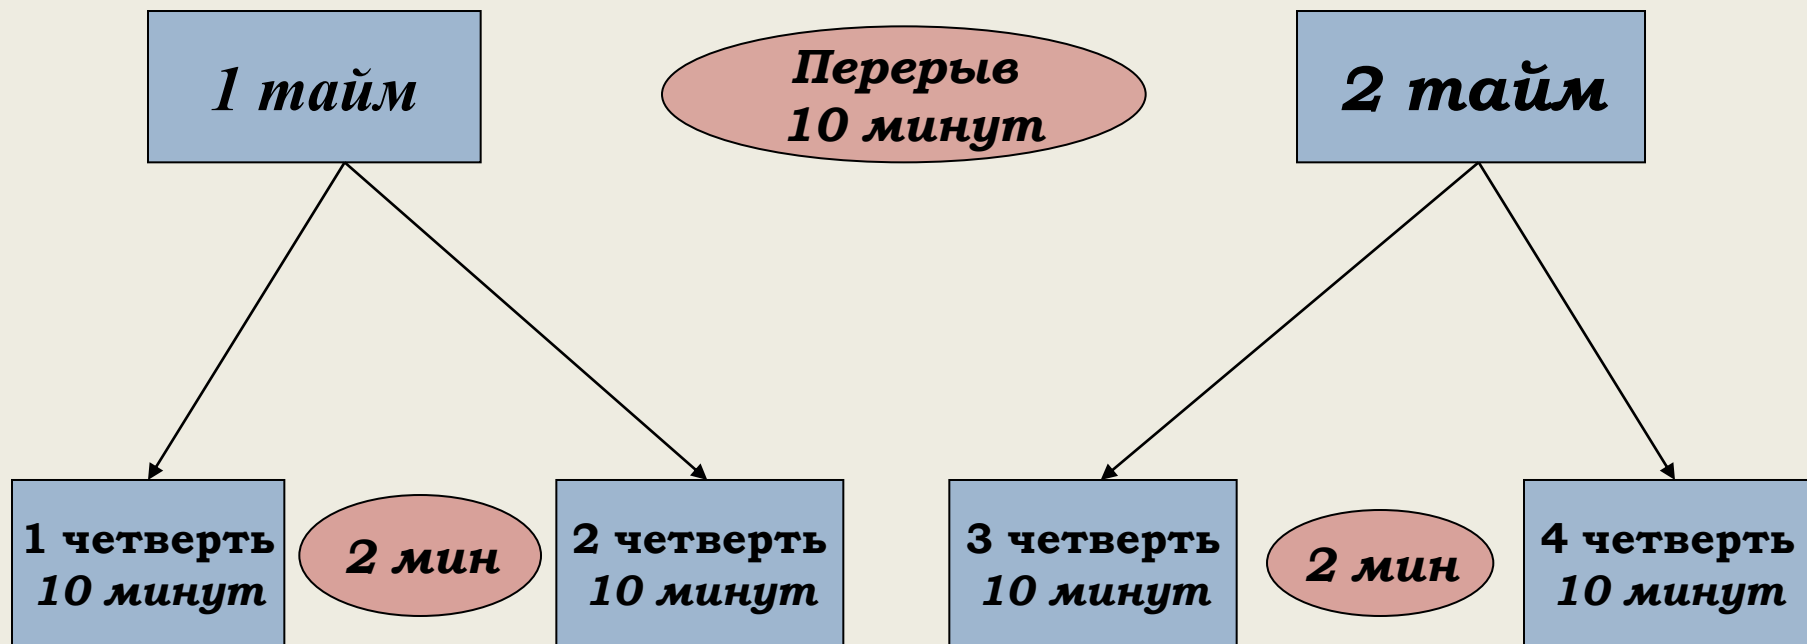 1 тайм
Перерыв
10 минут
2 тайм
1 четверть
10 минут
2 мин
2 четверть
10 минут
3 четверть
10 минут
2 мин
4 четверть
10 минут